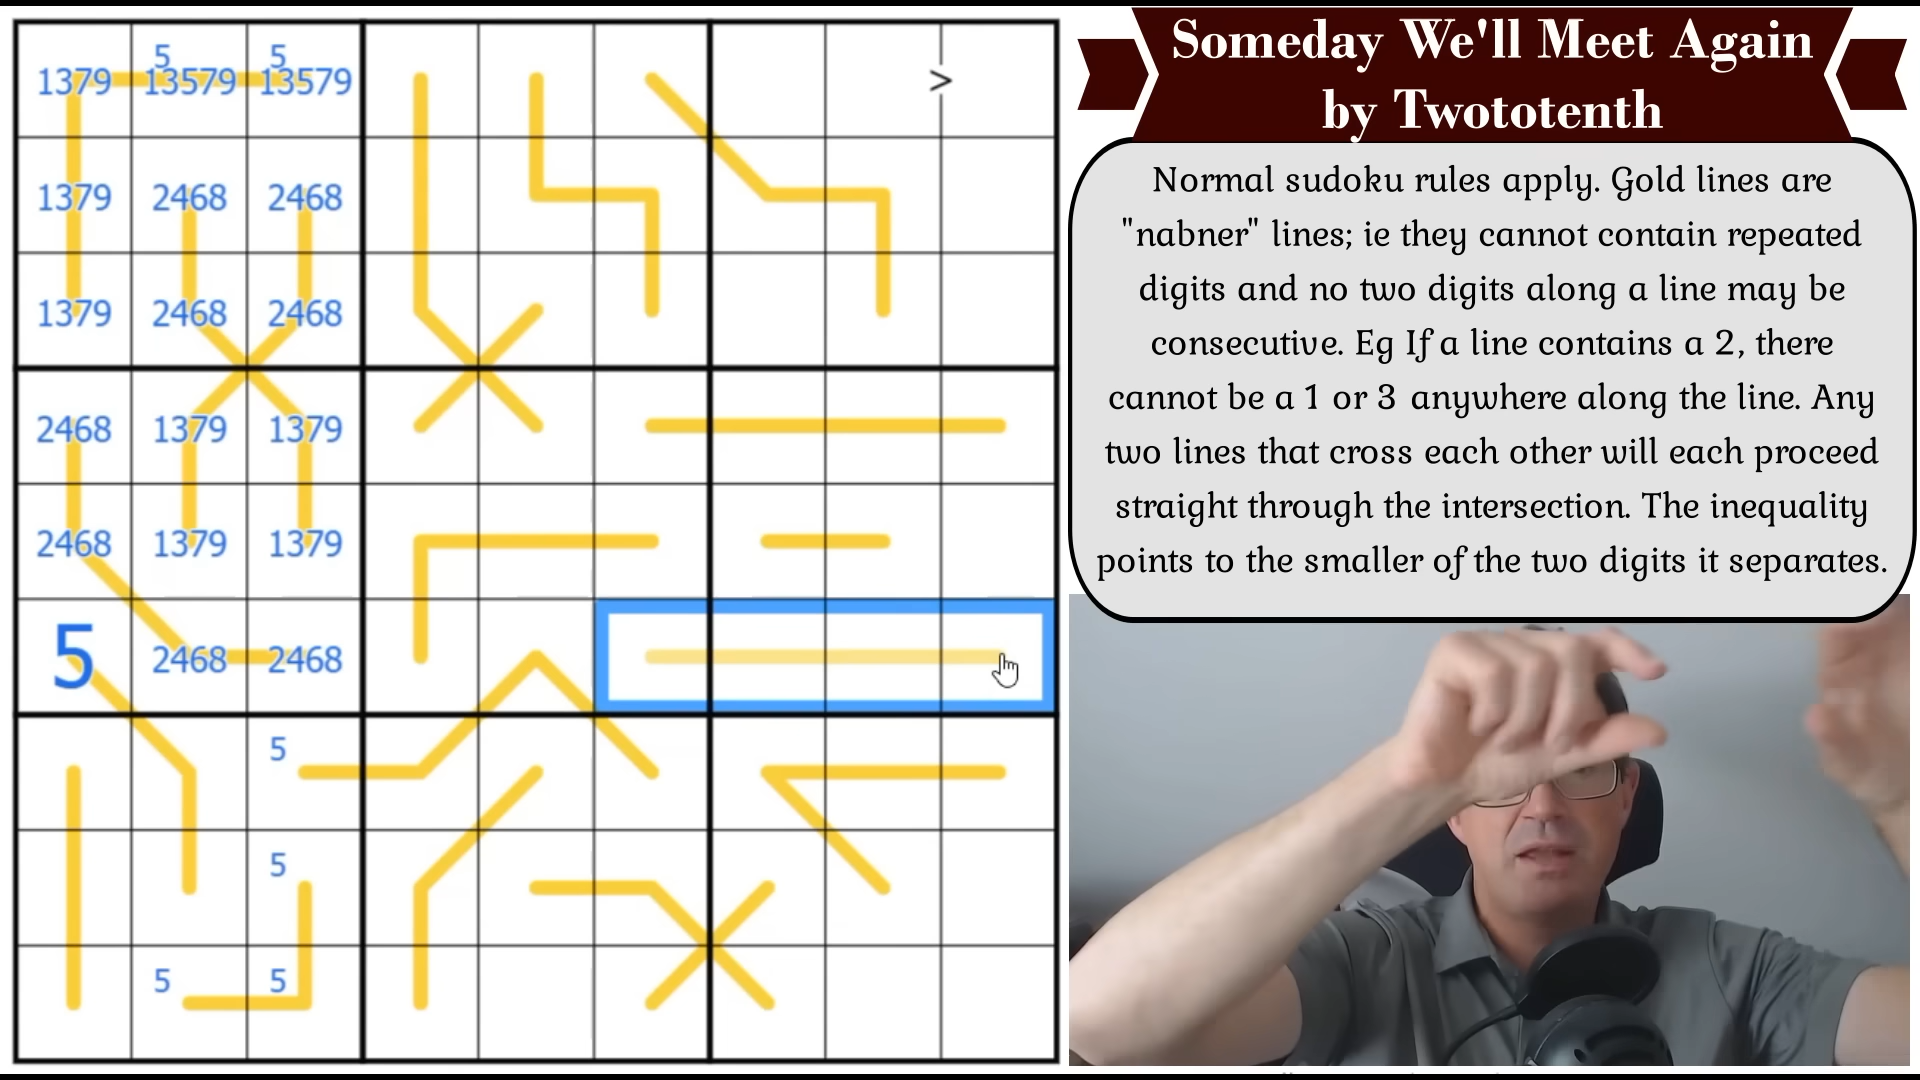 Someday We'll Meet Again
by Twototenth
Normal sudoku rules apply. Gold lines are
"nabner" lines; ie they cannot contain repeated
digits and no two digits along a line may be
consecutive. Eg If a line contains a 2, there
cannot be a 1 or 3 anywhere along the line. Any
two lines that cross each other will each proceed
straight through the intersection. The inequality
points to the smaller of the two digits it separates.
5 5
1379 13579 13579 >
1379 2468 2468
1379 2468 2468
2468 1379 1379
2468 1379 1379
5 2468 2468
5
5
5 5